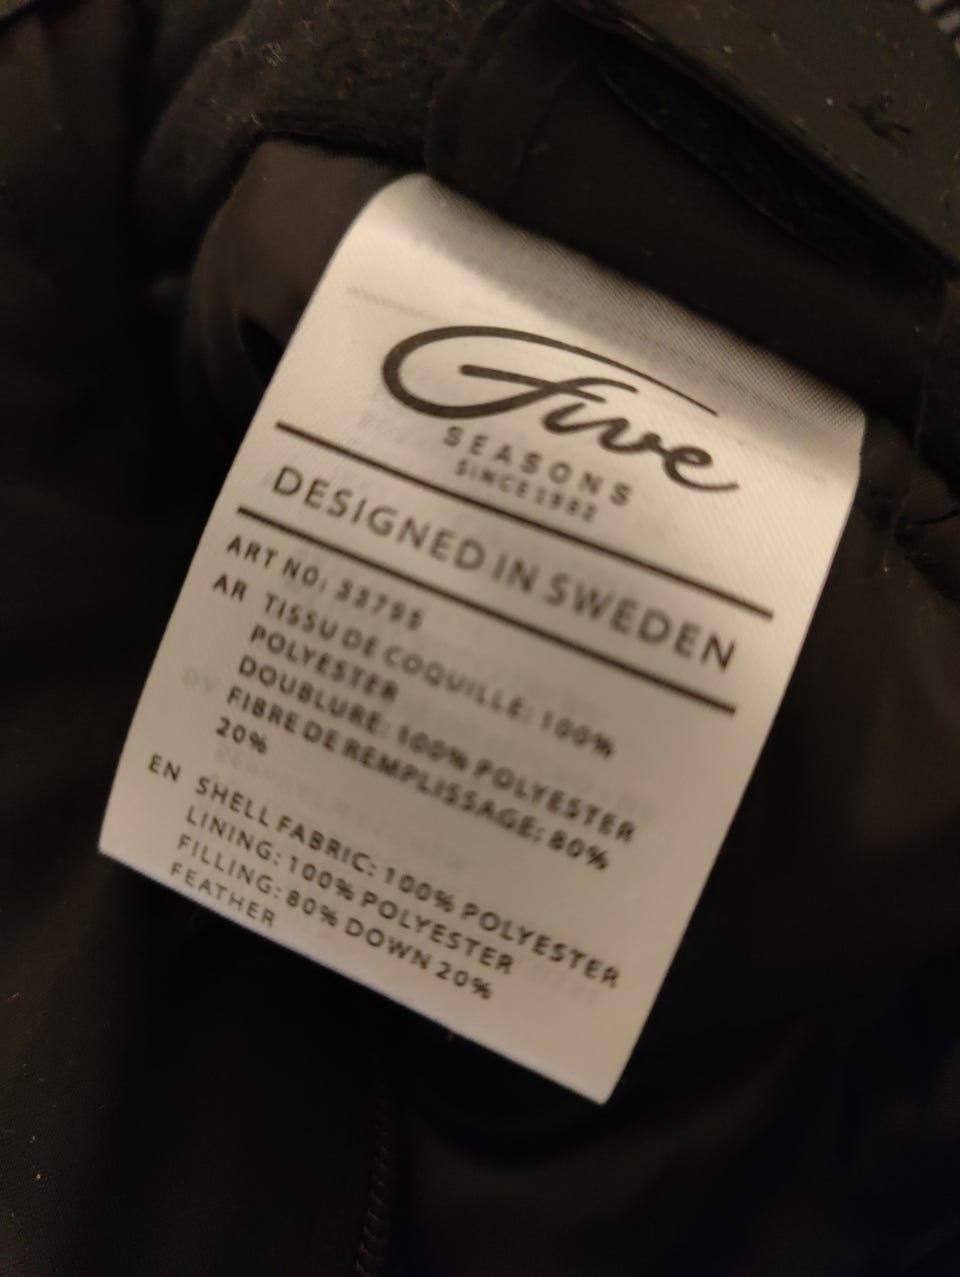 Five
SEASONS
SINCE 1982
DESIGNED IN SWEDEN
ART NO: 33795
AR TISSU DE COQUILLE: 100%
POLYESTER
DOUBLURE: 100% POLYESTER
FIBRE DE REMPLISSAGE: 80%
20%
EN SHELL FABRIC: 100% POLYESTER
LINING: 100% POLYESTER
FILLING: 80% DOWN 20%
FEATHER